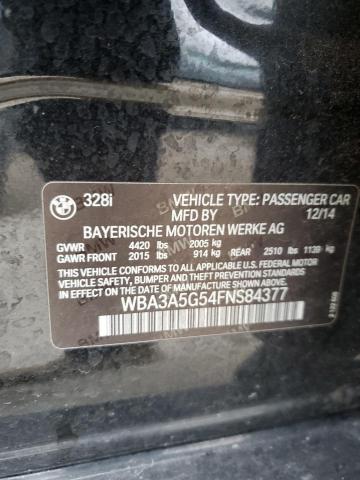 328i VEHICLE TYPE: PASSENGER CAR
MFD BY 12/14
BAYERISCHE MOTOREN WERKE AG
GVWR 4420 lbs 2005 kg
GAWR FRONT 2015 lbs 914 kg REAR 2510 lbs 1139 kg
THIS VEHICLE CONFORMS TO ALL APPLICABLE U.S. FEDERAL MOTOR
VEHICLE SAFETY, BUMPER, AND THEFT PREVENTION STANDARDS
IN EFFECT ON THE DATE OF MANUFACTURE SHOWN ABOVE.
WBA3A5G54FNS84377